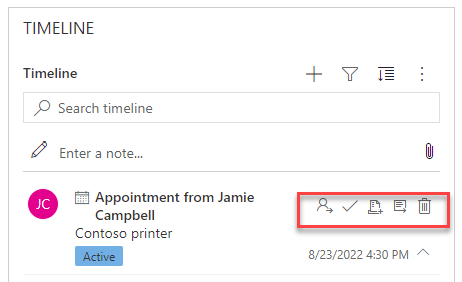 TIMELINE
Timeline
Search timeline
Enter a note...
JC
Appointment from Jamie
Campbell
Contoso printer
Active
8/23/2022 4:30 PM